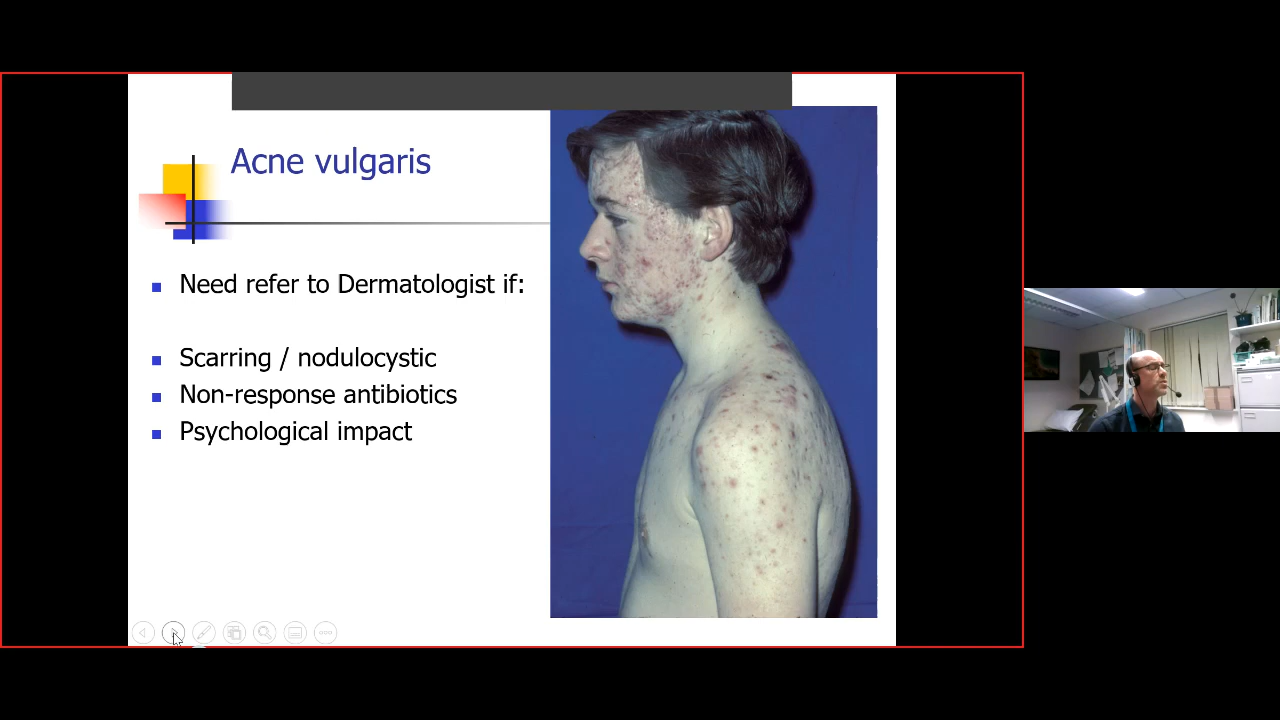 Acne vulgaris
Need refer to Dermatologist if:
Scarring / nodulocystic
Non-response antibiotics
Psychological impact